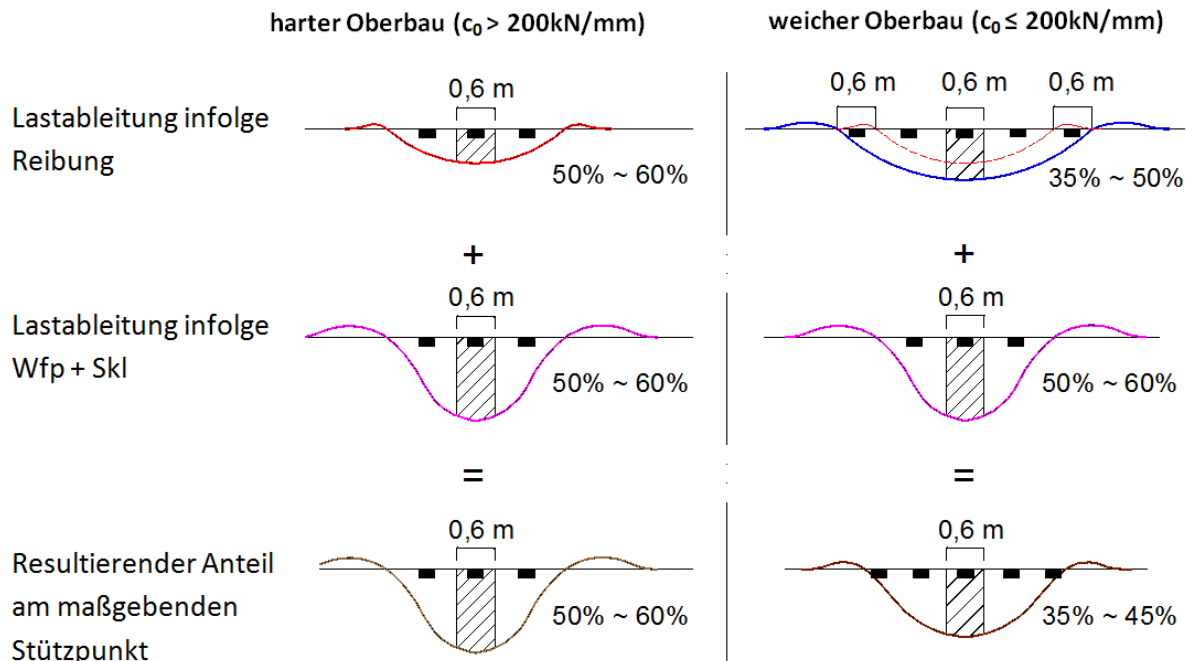 harter Oberbau (c₀ > 200kN/mm)
weicher Oberbau (c₀ ≤ 200kN/mm)
Lastableitung infolge
Reibung
0,6 m
50% ~ 60%
0,6 m
0,6 m
0,6 m
35% ~ 50%
+
+
Lastableitung infolge
Wfp + Skl
0,6 m
50% ~ 60%
0,6 m
50% ~ 60%
=
=
Resultierender Anteil
am maßgebenden
Stützpunkt
0,6 m
50% ~ 60%
0,6 m
35% ~ 45%